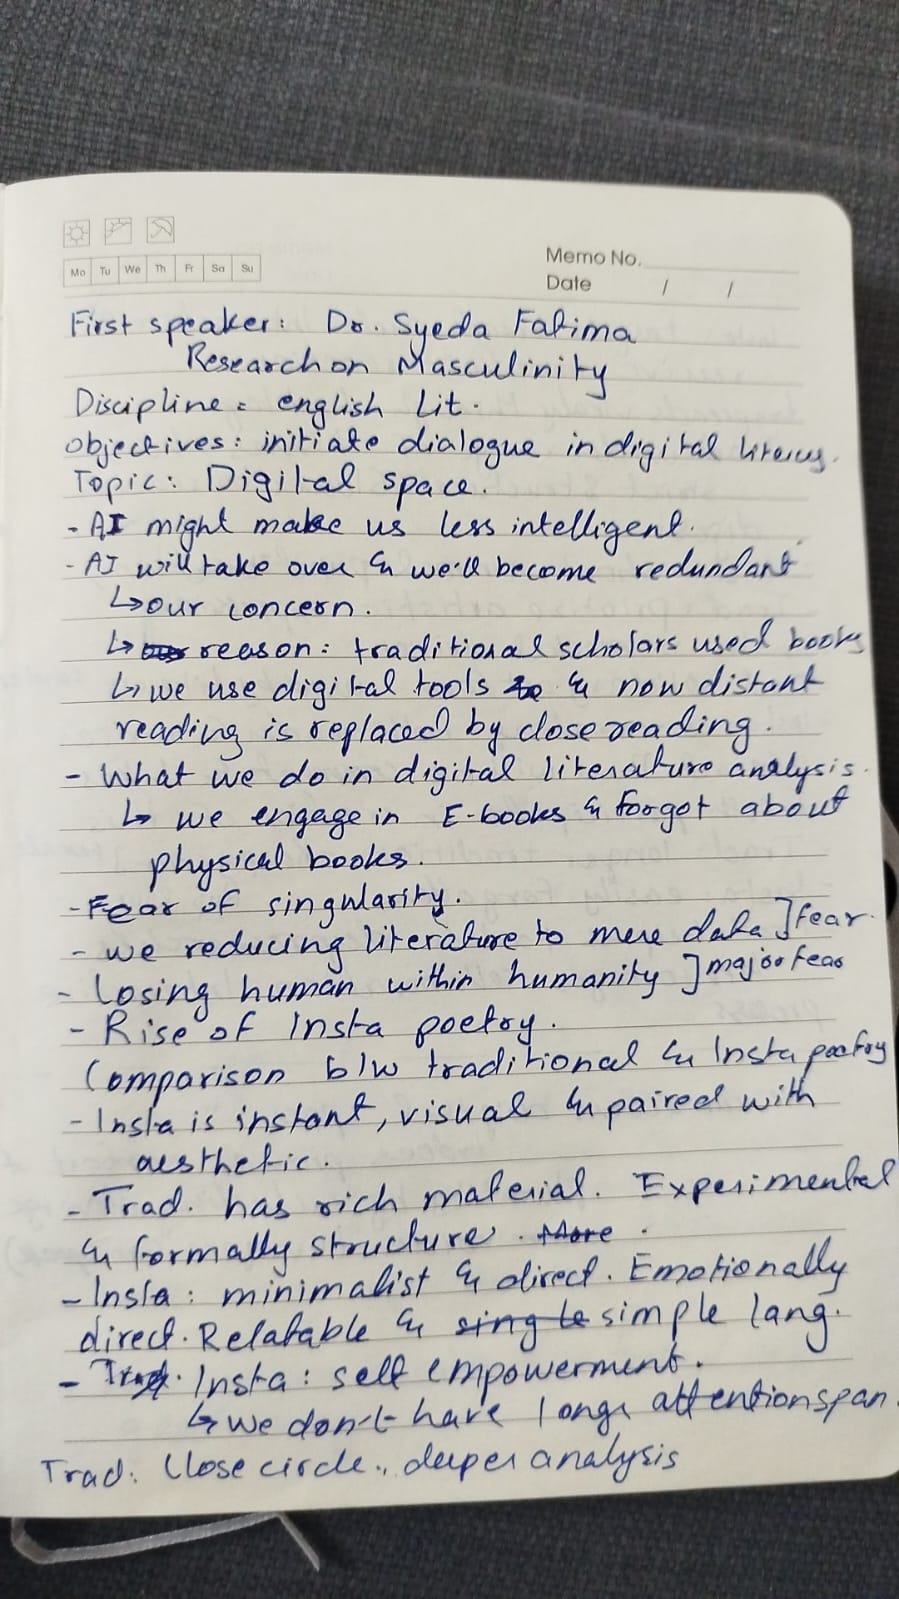 Mo Tu We Th Fr Sa Su
Memo No.
Date / /
First speaker: Dr. Syeda Fatima
Research on Masculinity
Discipline = english Lit.
objectives: initiate dialogue in digital literacy.
Topic: Digital space.
- AI might make us less intelligent.
- AI will take over & we'll become redundant
↳ our concern.
↳ reason: traditional scholars used books
↳ we use digital tools & now distant
reading is replaced by close reading.
- What we do in digital literature analysis.
↳ we engage in E-books & forgot about
physical books.
- Fear of singularity.
- we reducing literature to mere data ] fear.
- Losing human within humanity ] major fear
- Rise of Insta poetry.
Comparison b/w traditional & Insta poetry
- Insta is instant, visual & paired with
aesthetic.
- Trad. has rich material. Experimental
& formally structure. More.
- Insta: minimalist & direct. Emotionally
direct. Relatable & single simple lang.
- Trad. Insta: self empowerment.
↳ we don't have longer attention span.
Trad: Close circle., deeper analysis